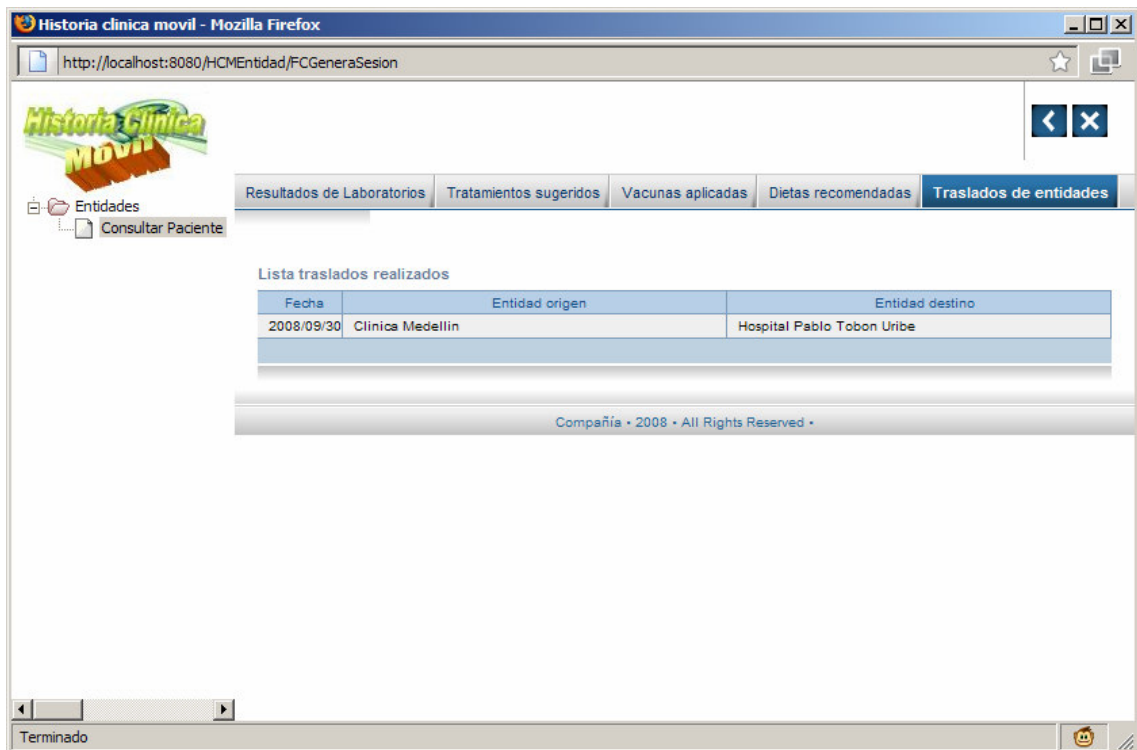 Historia clinica movil - Mozilla Firefox
http://localhost:8080/HCMEntidad/FCGeneraSesion
Historia Clinica
Movil
Entidades
Consultar Paciente
Resultados de Laboratorios Tratamientos sugeridos Vacunas aplicadas Dietas recomendadas Traslados de entidades
Lista traslados realizados
Fecha Entidad origen Entidad destino
2008/09/30 Clinica Medellin Hospital Pablo Tobon Uribe
Compañía • 2008 • All Rights Reserved •
Terminado